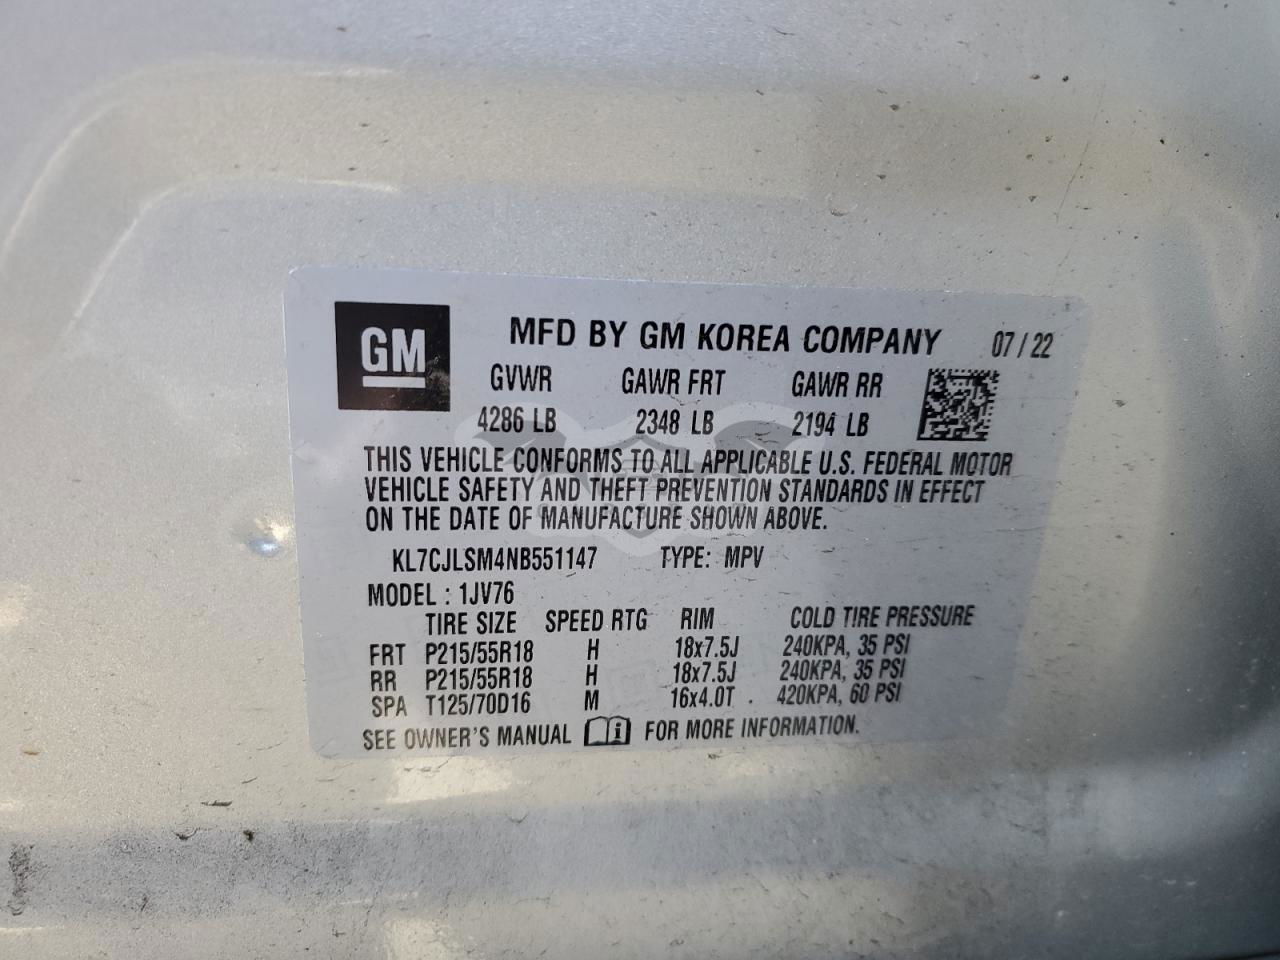 GM
MFD BY GM KOREA COMPANY 07/22
GVWR GAWR FRT GAWR RR
4286 LB 2348 LB 2194 LB
THIS VEHICLE CONFORMS TO ALL APPLICABLE U.S. FEDERAL MOTOR
VEHICLE SAFETY AND THEFT PREVENTION STANDARDS IN EFFECT
ON THE DATE OF MANUFACTURE SHOWN ABOVE.
KL7CJLSM4NB551147 TYPE: MPV
MODEL : 1JV76
TIRE SIZE SPEED RTG RIM COLD TIRE PRESSURE
FRT P215/55R18 H 18x7.5J 240KPA, 35 PSI
RR P215/55R18 H 18x7.5J 240KPA, 35 PSI
SPA T125/70D16 M 16x4.0T . 420KPA, 60 PSI
SEE OWNER'S MANUAL i FOR MORE INFORMATION.